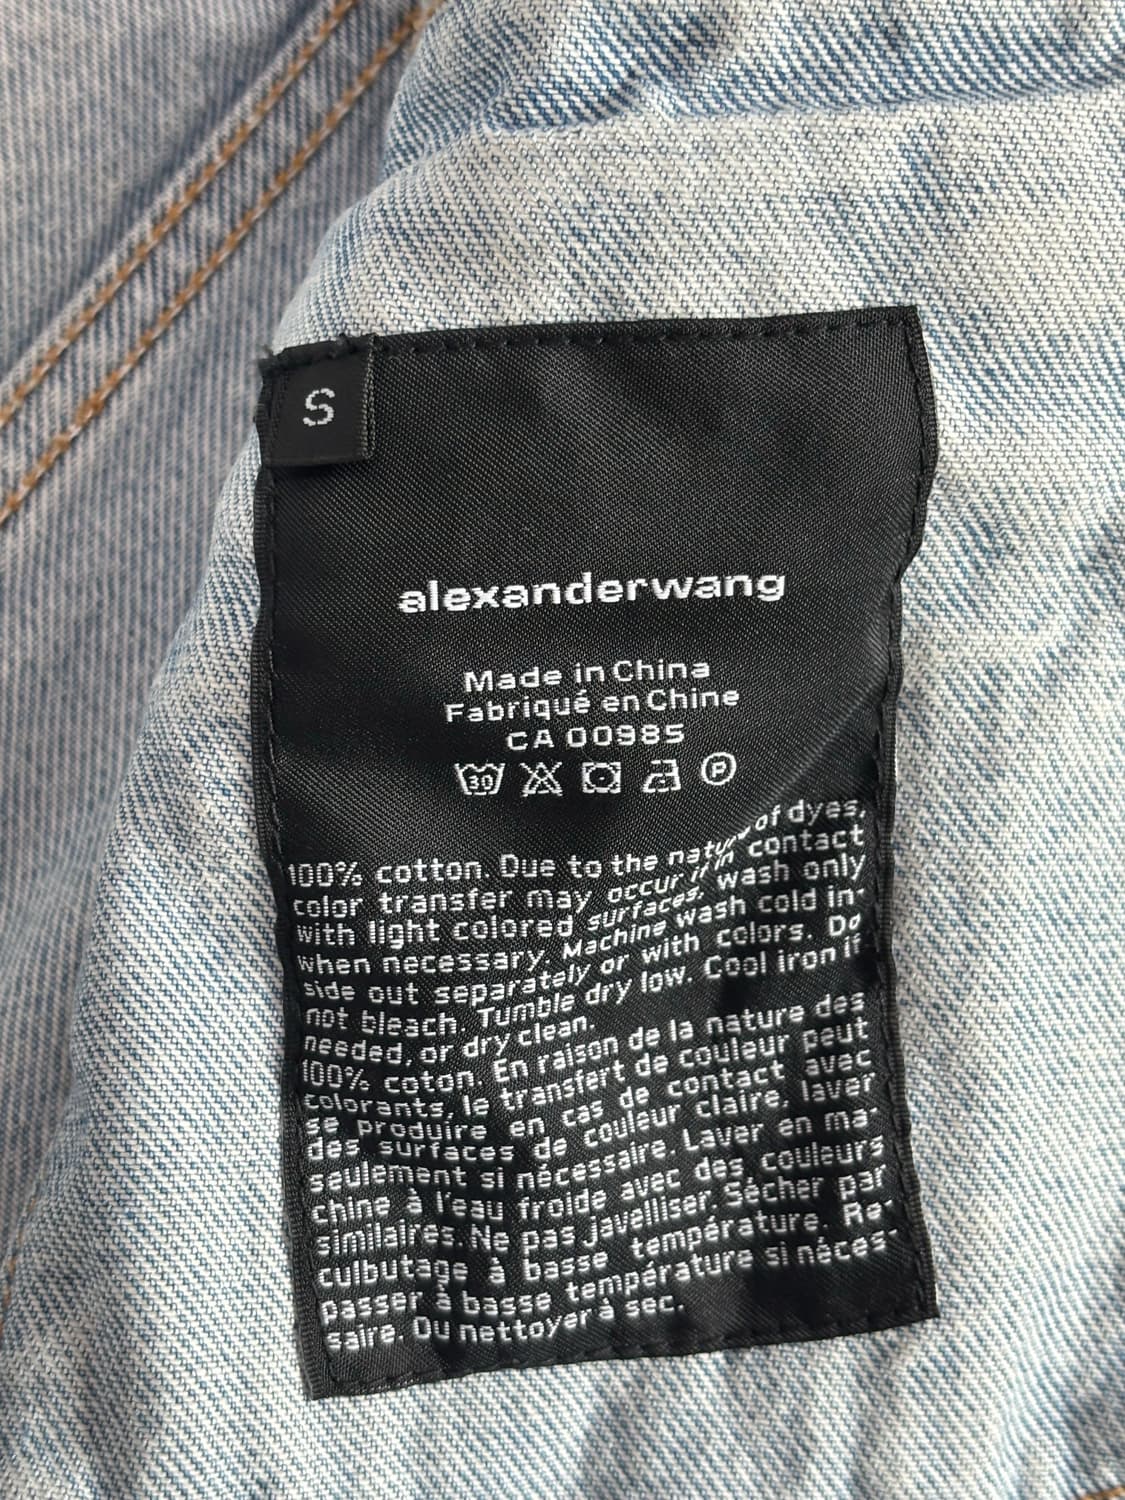 S
alexanderwang
Made in China
Fabriqué en Chine
CA 00985
30
P
100% cotton. Due to the nature of dyes,
color transfer may occur if in contact
with light colored surfaces. wash only
when necessary. Machine wash cold in-
side out separately or with colors. Do
not bleach. Tumble dry low. Cool iron if
needed, or dry clean.
100% coton. En raison de la nature des
colorants, le transfert de couleur peut
se produire en cas de contact avec
des surfaces de couleur claire. laver
seulement si nécessaire. Laver en ma-
chine à l'eau froide avec des couleurs
similaires. Ne pas javelliser. Sécher par
culbutage à basse température. Re-
passer à basse température si néces-
saire. Ou nettoyer à sec.